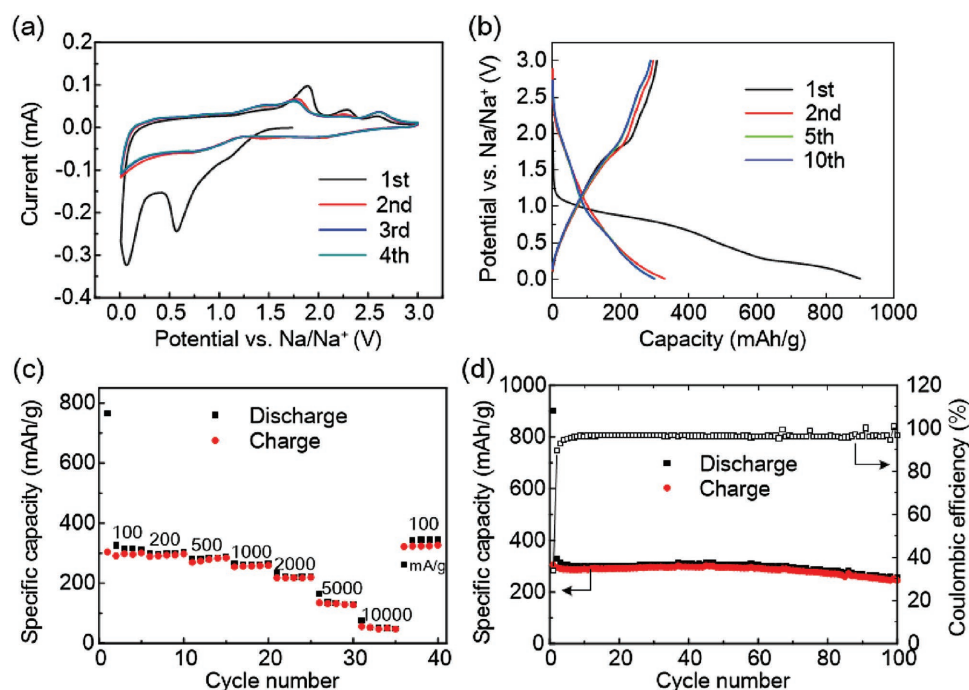 (a)
0.2
0.1
0.0
-0.1
-0.2
-0.3
-0.4
Current (mA)
1st
2nd
3rd
4th
0.0 0.5 1.0 1.5 2.0 2.5 3.0
Potential vs. Na/Na⁺ (V)
(b)
3.0
2.5
2.0
1.5
1.0
0.5
0.0
Potential vs. Na/Na⁺ (V)
1st
2nd
5th
10th
0 200 400 600 800 1000
Capacity (mAh/g)
(c)
800
600
400
200
0
Specific capacity (mAh/g)
Discharge
Charge
100 200 500 1000 2000 5000 10000 100
mA/g
0 10 20 30 40
Cycle number
(d)
1000
800
600
400
200
0
Specific capacity (mAh/g)
Discharge
Charge
120
100
80
60
40
20
0
Coulombic efficiency (%)
0 20 40 60 80 100
Cycle number